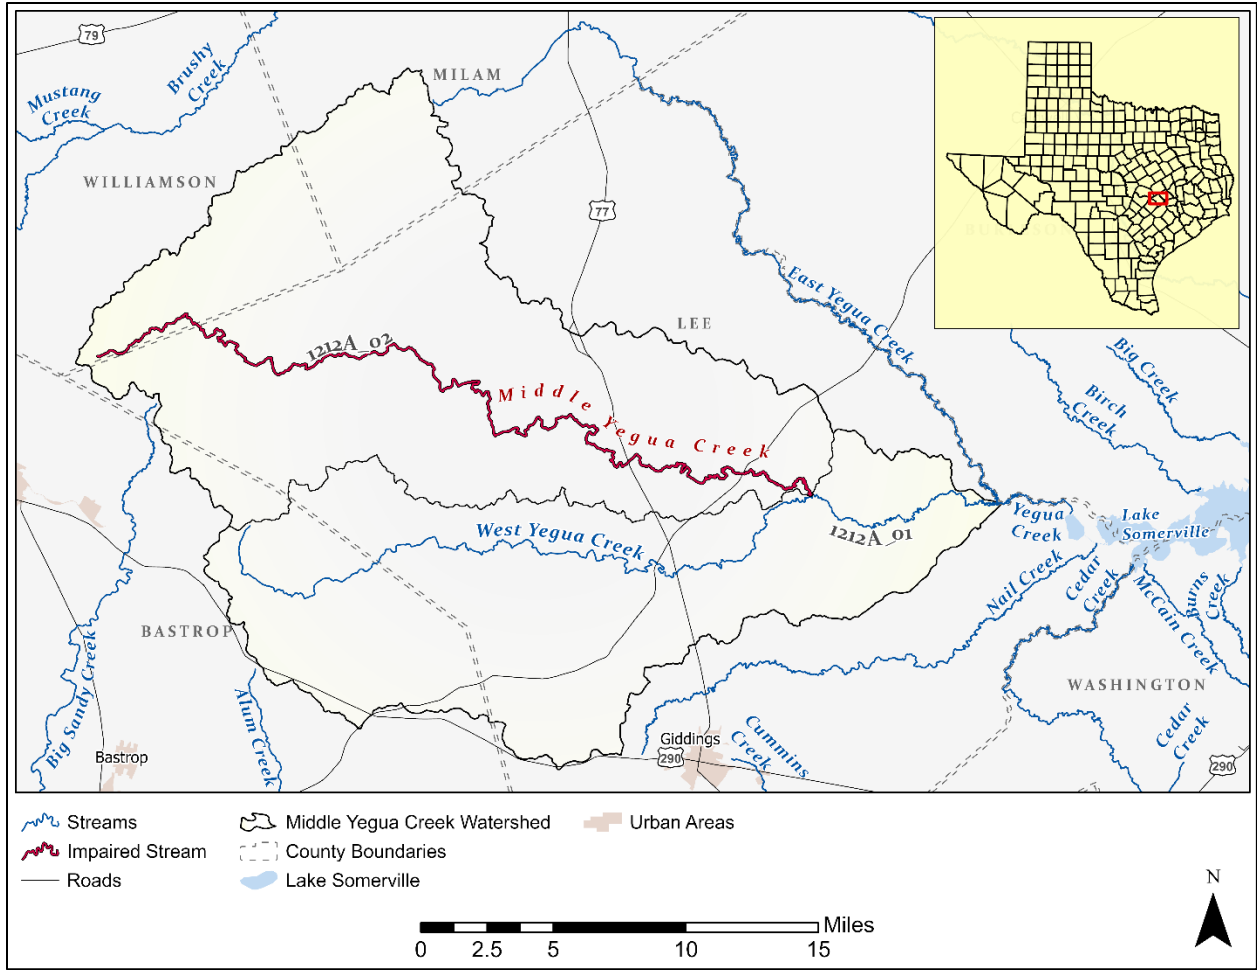 79
MILAM
Brushy
Creek
Mustang
Creek
WILLIAMSON
77
East Yegua Creek
LEE
1212A_02
Middle Yegua Creek
Big Creek
Birch
Creek
West Yegua Creek
1212A_01
Yegua
Creek
Lake
Somerville
Nail Creek
Cedar
Creek
McCain Creek
Burns
Creek
BASTROP
Big Sandy Creek
Alum Creek
WASHINGTON
Cedar
Creek
Bastrop
Giddings
290
Cummins
Creek
290
Streams
Impaired Stream
Roads
Middle Yegua Creek Watershed
County Boundaries
Lake Somerville
Urban Areas
N
Miles
0 2.5 5 10 15